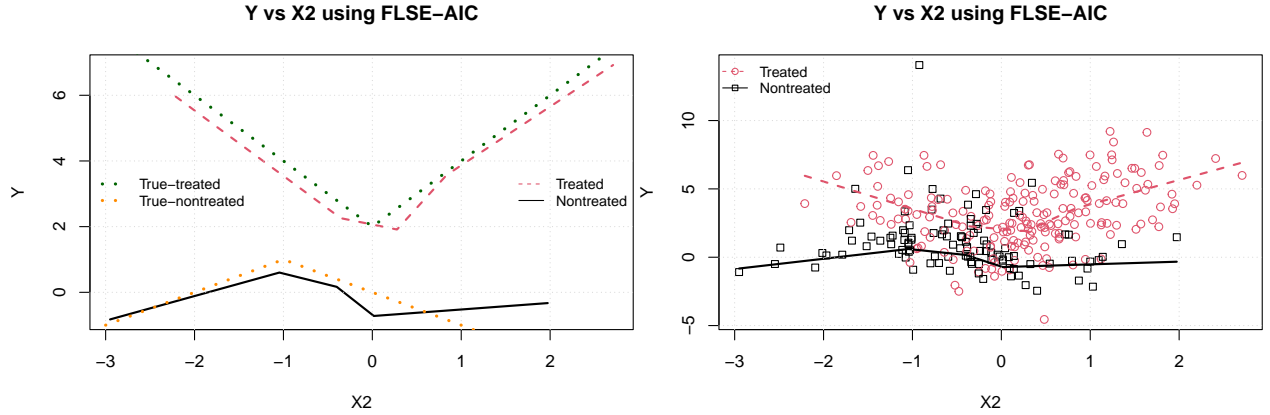 Y vs X2 using FLSE−AIC
Y
6
4
2
0
True−treated
True−nontreated
Treated
Nontreated
−3
−2
−1
0
1
2
X2
Y vs X2 using FLSE−AIC
Y
10
5
0
−5
Treated
Nontreated
−3
−2
−1
0
1
2
X2